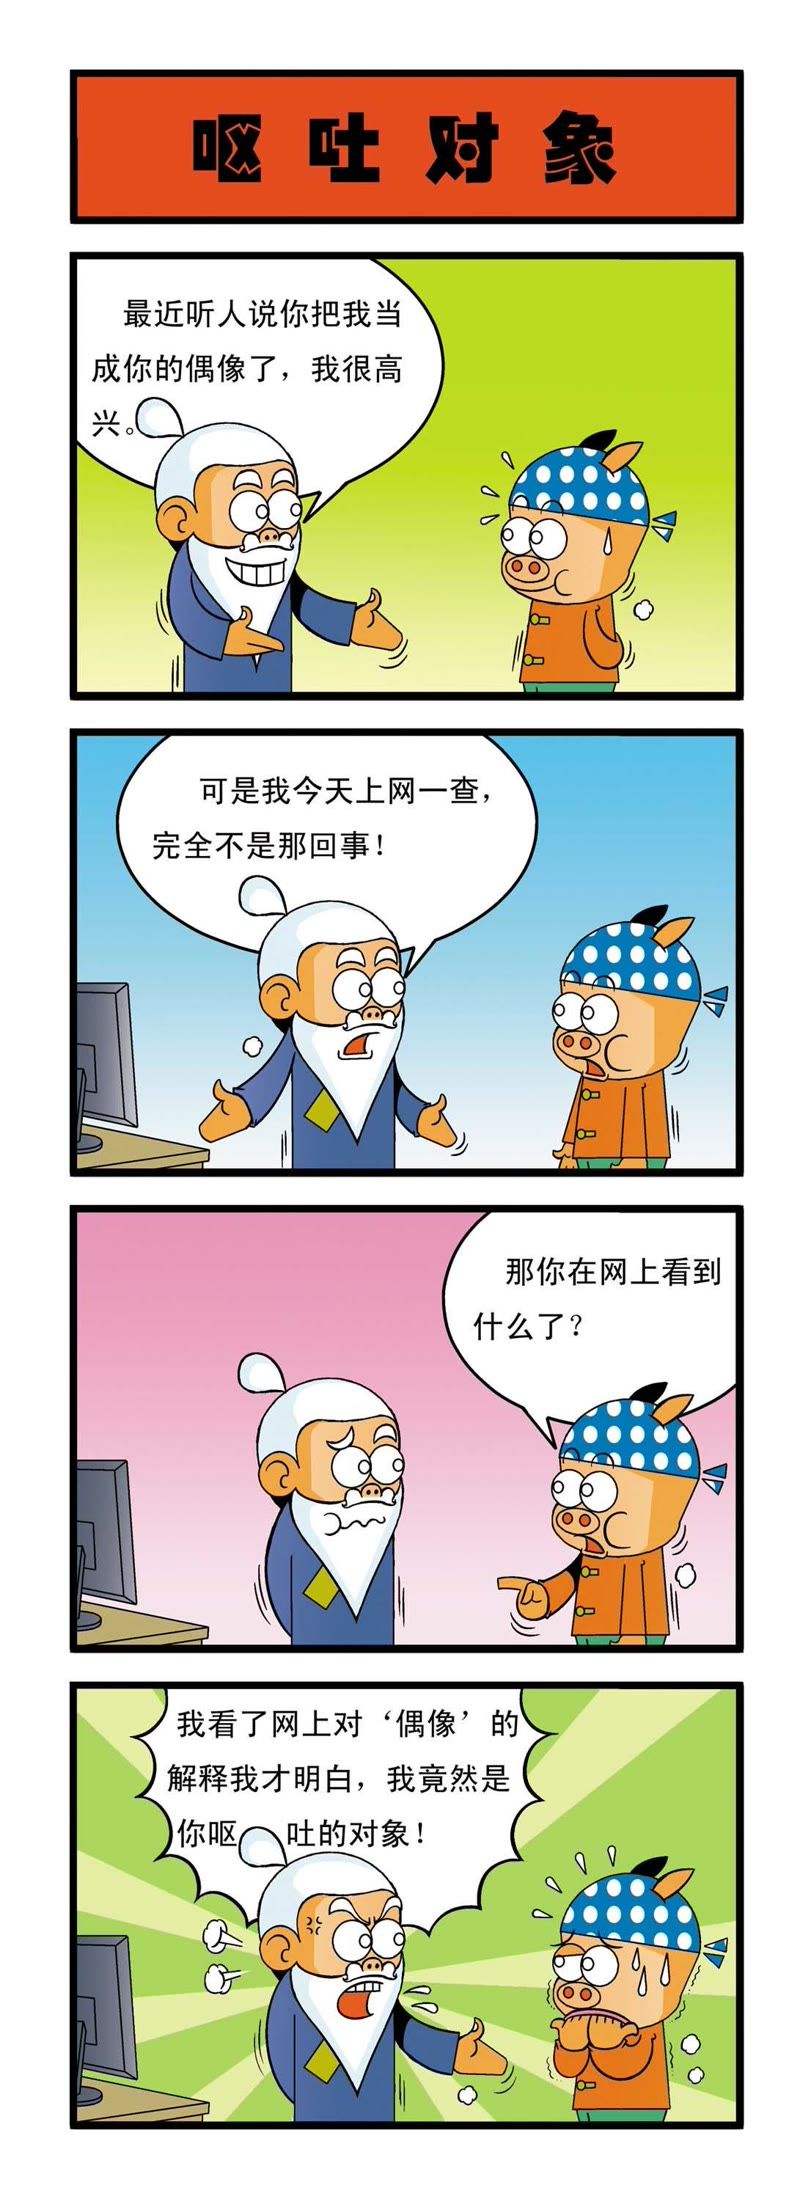 呕吐对象
最近听人说你把我当
成你的偶像了，我很高
兴。
可是我今天上网一查，
完全不是那回事！
那你在网上看到
什么了？
我看了网上对‘偶像’的
解释我才明白，我竟然是
你呕吐的对象！